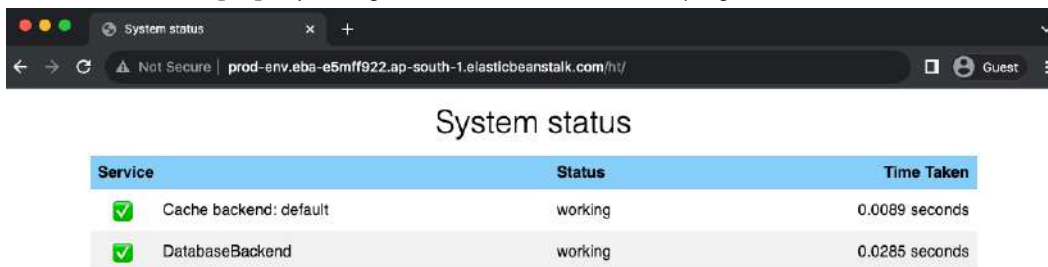 System status
Not Secure | prod-env.eba-e5mff922.ap-south-1.elasticbeanstalk.com/ht/ Guest
System status
Service Status Time Taken
Cache backend: default working 0.0089 seconds
DatabaseBackend working 0.0285 seconds